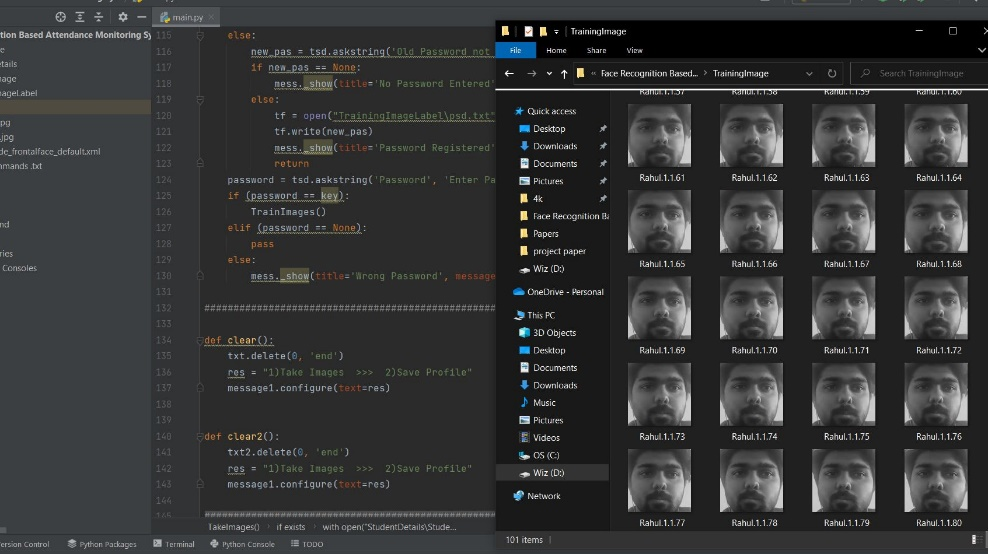 tion Based Attendance Monitoring Sy
e
etails
nage
nageLabel
pg
.jpg
de_frontalface_default.xml
mmands .txt
nd
ries
Consoles
main.py
115 else:
116 new_pas = tsd.askstring('Old Password not
117 if new_pas == None:
118 mess._show(title='No Password Entered'
119 else:
120 tf = open("TrainingImageLabel\psd.txt"
121 tf.write(new_pas)
122 mess._show(title='Password Registered'
123 return
124 password = tsd.askstring('Password', 'Enter Pa
125 if (password == key):
126 TrainImages()
127 elif (password == None):
128 pass
129 else:
130 mess._show(title='Wrong Password', message
131
132 ##################################################
133
134 def clear():
135 txt.delete(0, 'end')
136 res = "1)Take Images >>> 2)Save Profile"
137 message1.configure(text=res)
138
139
140 def clear2():
141 txt2.delete(0, 'end')
142 res = "1)Take Images >>> 2)Save Profile"
143 message1.configure(text=res)
144
145 ##################################################
TakeImages() › if exists › with open("StudentDetails\Stude...
ersion Control Python Packages Terminal Python Console TODO
TrainingImage
File Home Share View
« Face Recognition Based... › TrainingImage
Search TrainingImage
Quick access
Desktop
Downloads
Documents
Pictures
4k
Face Recognition Ba
Papers
project paper
Wiz (D:)
OneDrive - Personal
This PC
3D Objects
Desktop
Documents
Downloads
Music
Pictures
Videos
OS (C:)
Wiz (D:)
Network
Rahul.1.1.57 Rahul.1.1.58 Rahul.1.1.59 Rahul.1.1.60
Rahul.1.1.61 Rahul.1.1.62 Rahul.1.1.63 Rahul.1.1.64
Rahul.1.1.65 Rahul.1.1.66 Rahul.1.1.67 Rahul.1.1.68
Rahul.1.1.69 Rahul.1.1.70 Rahul.1.1.71 Rahul.1.1.72
Rahul.1.1.73 Rahul.1.1.74 Rahul.1.1.75 Rahul.1.1.76
Rahul.1.1.77 Rahul.1.1.78 Rahul.1.1.79 Rahul.1.1.80
101 items